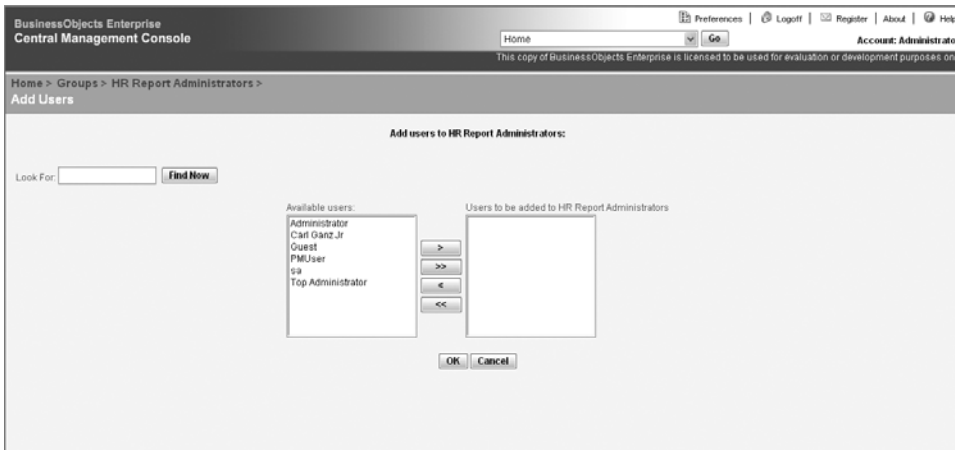 BusinessObjects Enterprise
Central Management Console
Preferences | Logoff | Register | About | Help
Home Go
Account: Administrato
This copy of BusinessObjects Enterprise is licensed to be used for evaluation or development purposes on
Home > Groups > HR Report Administrators >
Add Users
Add users to HR Report Administrators:
Look For: Find Now
Available users:
Users to be added to HR Report Administrators
Administrator
Carl Ganz Jr
Guest
PMUser
sa
Top Administrator
>
>>
<
<<
OK Cancel